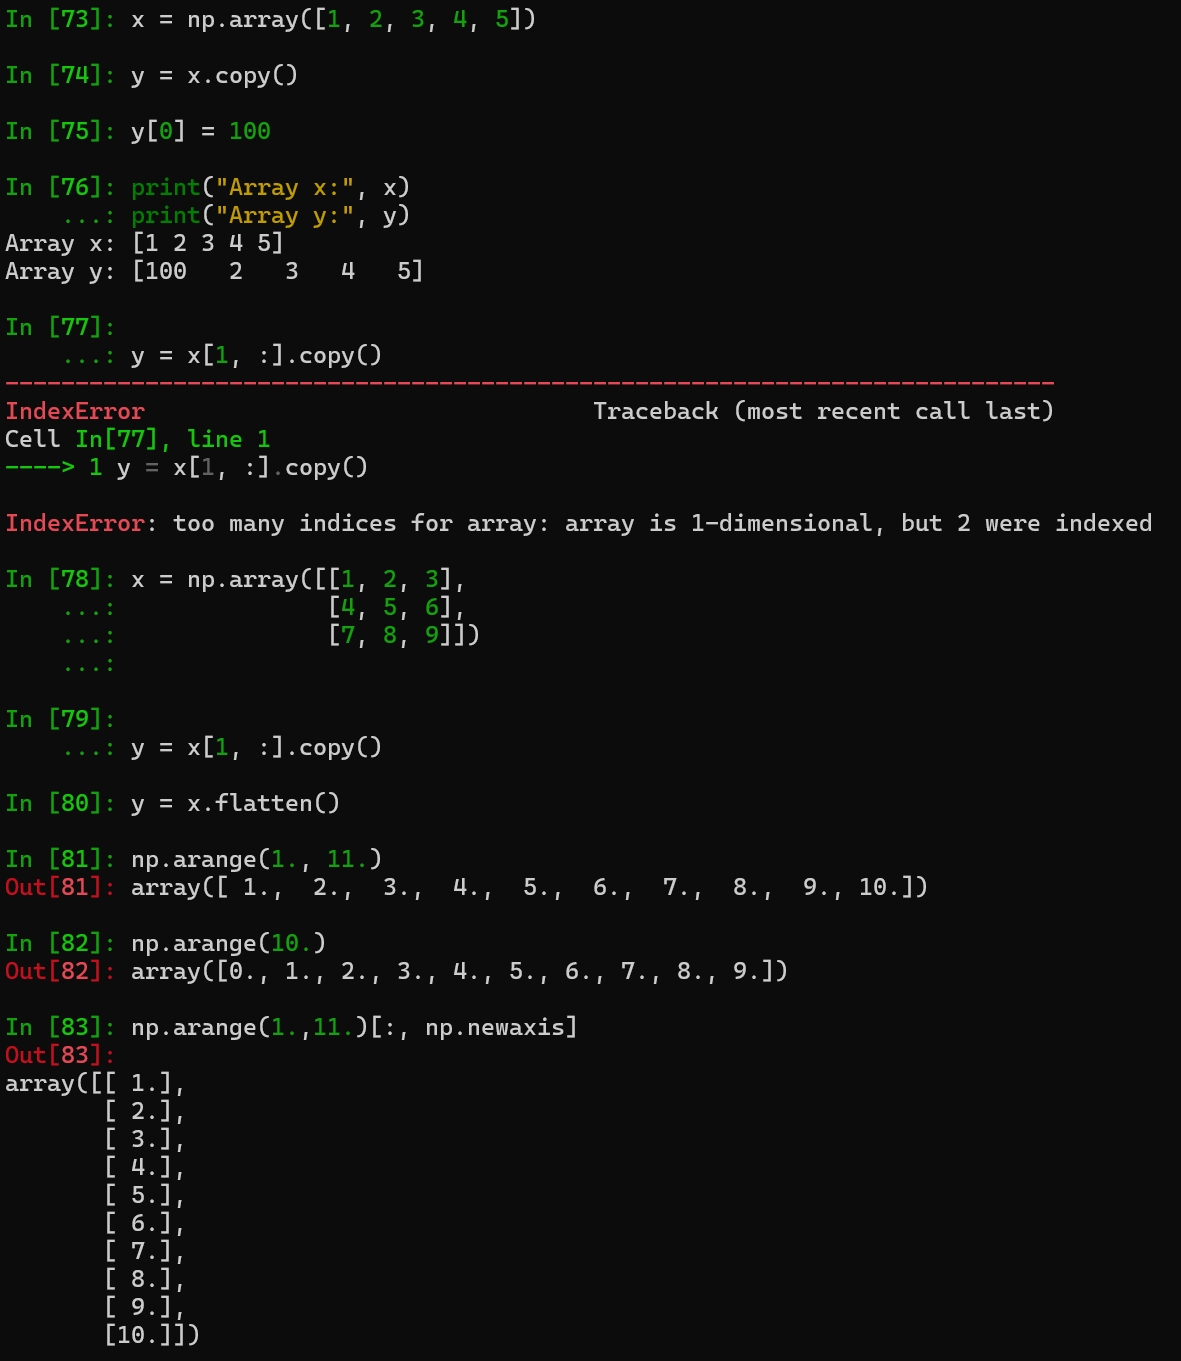 In [73]: x = np.array([1, 2, 3, 4, 5])
In [74]: y = x.copy()
In [75]: y[0] = 100
In [76]: print("Array x:", x)
    ...: print("Array y:", y)
Array x: [1 2 3 4 5]
Array y: [100   2   3   4   5]
In [77]:
    ...: y = x[1, :].copy()
---------------------------------------------------------------------------
IndexError                                Traceback (most recent call last)
Cell In[77], line 1
----> 1 y = x[1, :].copy()
IndexError: too many indices for array: array is 1-dimensional, but 2 were indexed
In [78]: x = np.array([[1, 2, 3],
    ...:               [4, 5, 6],
    ...:               [7, 8, 9]])
    ...:
In [79]:
    ...: y = x[1, :].copy()
In [80]: y = x.flatten()
In [81]: np.arange(1., 11.)
Out[81]: array([ 1.,  2.,  3.,  4.,  5.,  6.,  7.,  8.,  9., 10.])
In [82]: np.arange(10.)
Out[82]: array([0., 1., 2., 3., 4., 5., 6., 7., 8., 9.])
In [83]: np.arange(1.,11.)[:, np.newaxis]
Out[83]:
array([[ 1.],
       [ 2.],
       [ 3.],
       [ 4.],
       [ 5.],
       [ 6.],
       [ 7.],
       [ 8.],
       [ 9.],
       [10.]])